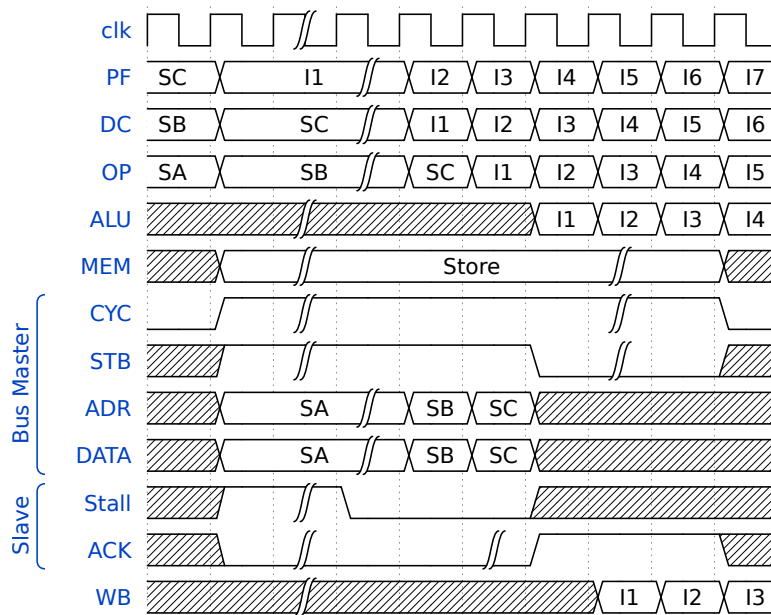 clk
PF SC I1 I2 I3 I4 I5 I6 I7
DC SB SC I1 I2 I3 I4 I5 I6
OP SA SB SC I1 I2 I3 I4 I5
ALU I1 I2 I3 I4
MEM Store
Bus Master
CYC
STB
ADR SA SB SC
DATA SA SB SC
Slave
Stall
ACK
WB I1 I2 I3